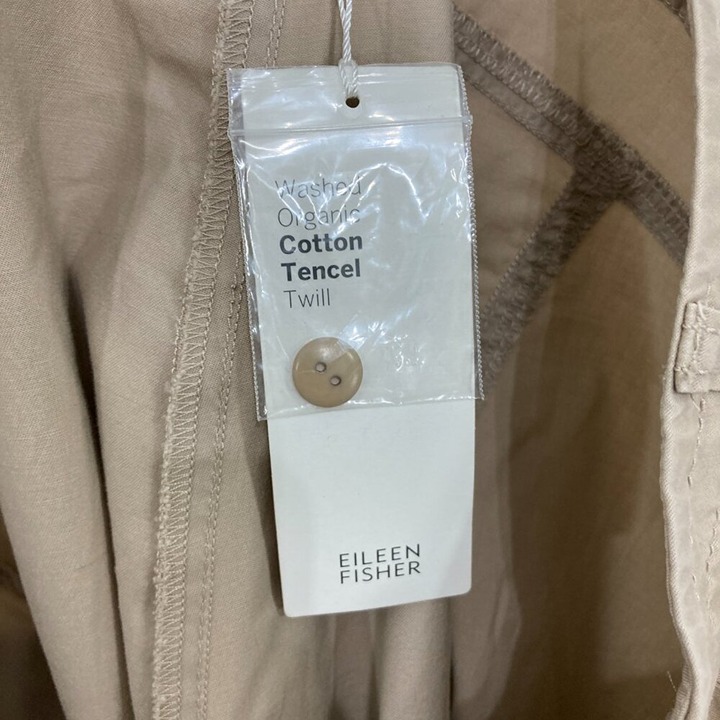 Washed
Organic
Cotton
Tencel
Twill
EILEEN
FISHER